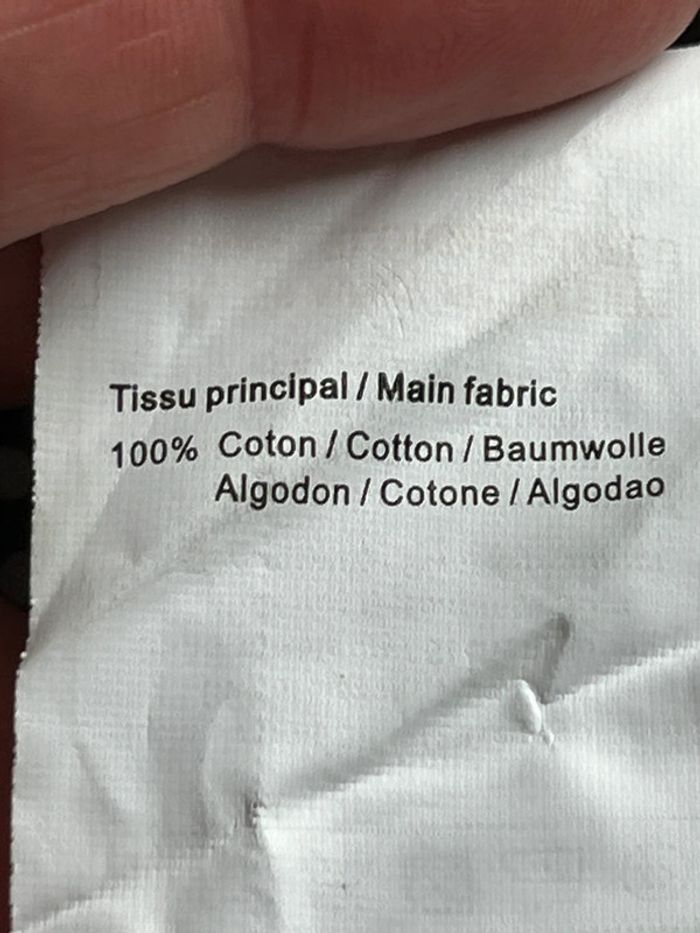 Tissu principal / Main fabric
100% Coton / Cotton / Baumwolle
Algodon / Cotone / Algodao